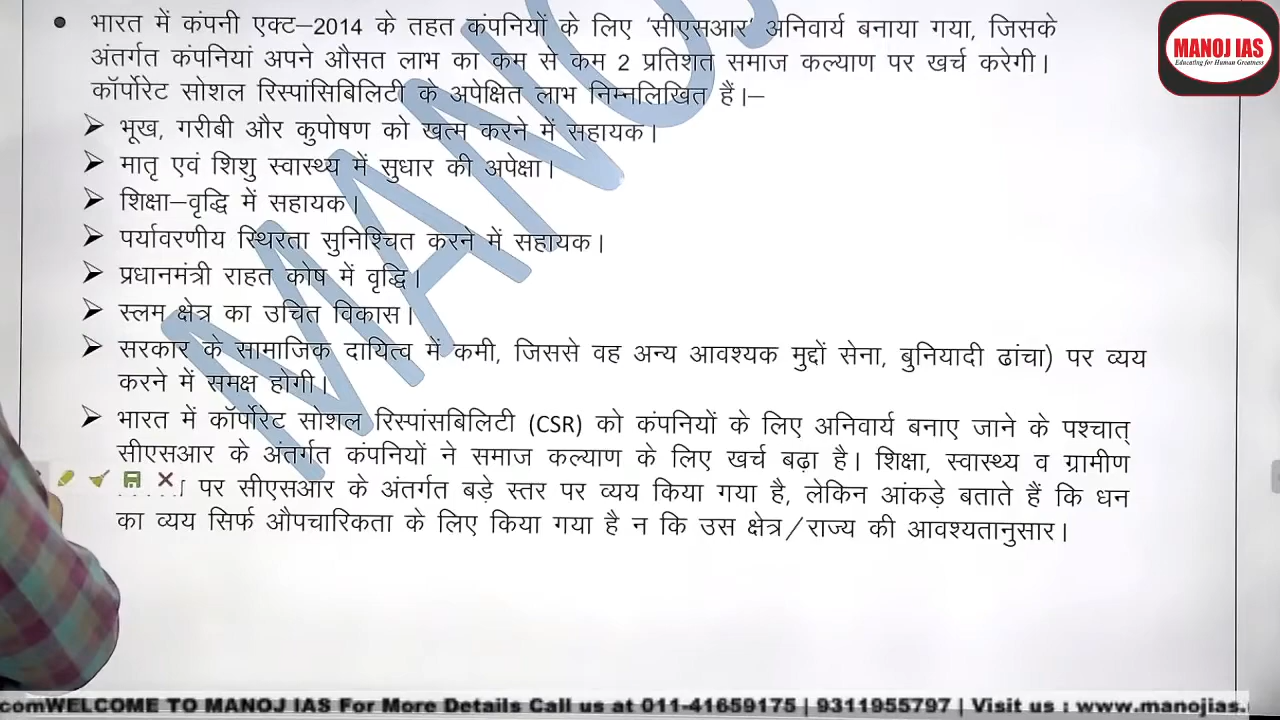 भारत में कंपनी एक्ट–2014 के तहत कंपनियों के लिए 'सीएसआर' अनिवार्य बनाया गया, जिसके
अंतर्गत कंपनियां अपने औसत लाभ का कम से कम 2 प्रतिशत समाज कल्याण पर खर्च करेगी।
कॉर्पोरेट सोशल रिस्पांसिबिलिटी के अपेक्षित लाभ निम्नलिखित हैं।–
भूख, गरीबी और कुपोषण को खत्म करने में सहायक।
मातृ एवं शिशु स्वास्थ्य में सुधार की अपेक्षा।
शिक्षा–वृद्धि में सहायक।
पर्यावरणीय स्थिरता सुनिश्चित करने में सहायक।
प्रधानमंत्री राहत कोष में वृद्धि।
स्लम क्षेत्र का उचित विकास।
सरकार के सामाजिक दायित्व में कमी, जिससे वह अन्य आवश्यक मुद्दों सेना, बुनियादी ढांचा) पर व्यय
करने में समक्ष होगी।
भारत में कॉर्पोरेट सोशल रिस्पांसबिलिटी (CSR) को कंपनियों के लिए अनिवार्य बनाए जाने के पश्चात्
सीएसआर के अंतर्गत कंपनियों ने समाज कल्याण के लिए खर्च बढ़ा है। शिक्षा, स्वास्थ्य व ग्रामीण
पर सीएसआर के अंतर्गत बड़े स्तर पर व्यय किया गया है, लेकिन आंकड़े बताते हैं कि धन
का व्यय सिर्फ औपचारिकता के लिए किया गया है न कि उस क्षेत्र/राज्य की आवश्यतानुसार।
MANOJ IAS
Educating for Human Greatness
MANO
comWELCOME TO MANOJ IAS For More Details Call us at 011-41659175 | 9311955797 | Visit us : www.manojias.